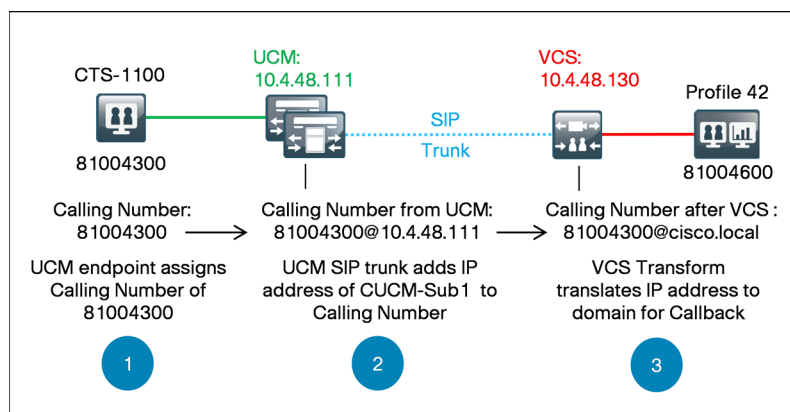 CTS-1100
81004300
UCM:
10.4.48.111
SIP
Trunk
VCS:
10.4.48.130
Profile 42
81004600
Calling Number:
81004300
Calling Number from UCM:
81004300@10.4.48.111
Calling Number after VCS :
81004300@cisco.local
UCM endpoint assigns
Calling Number of
81004300
UCM SIP trunk adds IP
address of CUCM-Sub1 to
Calling Number
VCS Transform
translates IP address to
domain for Callback
1
2
3